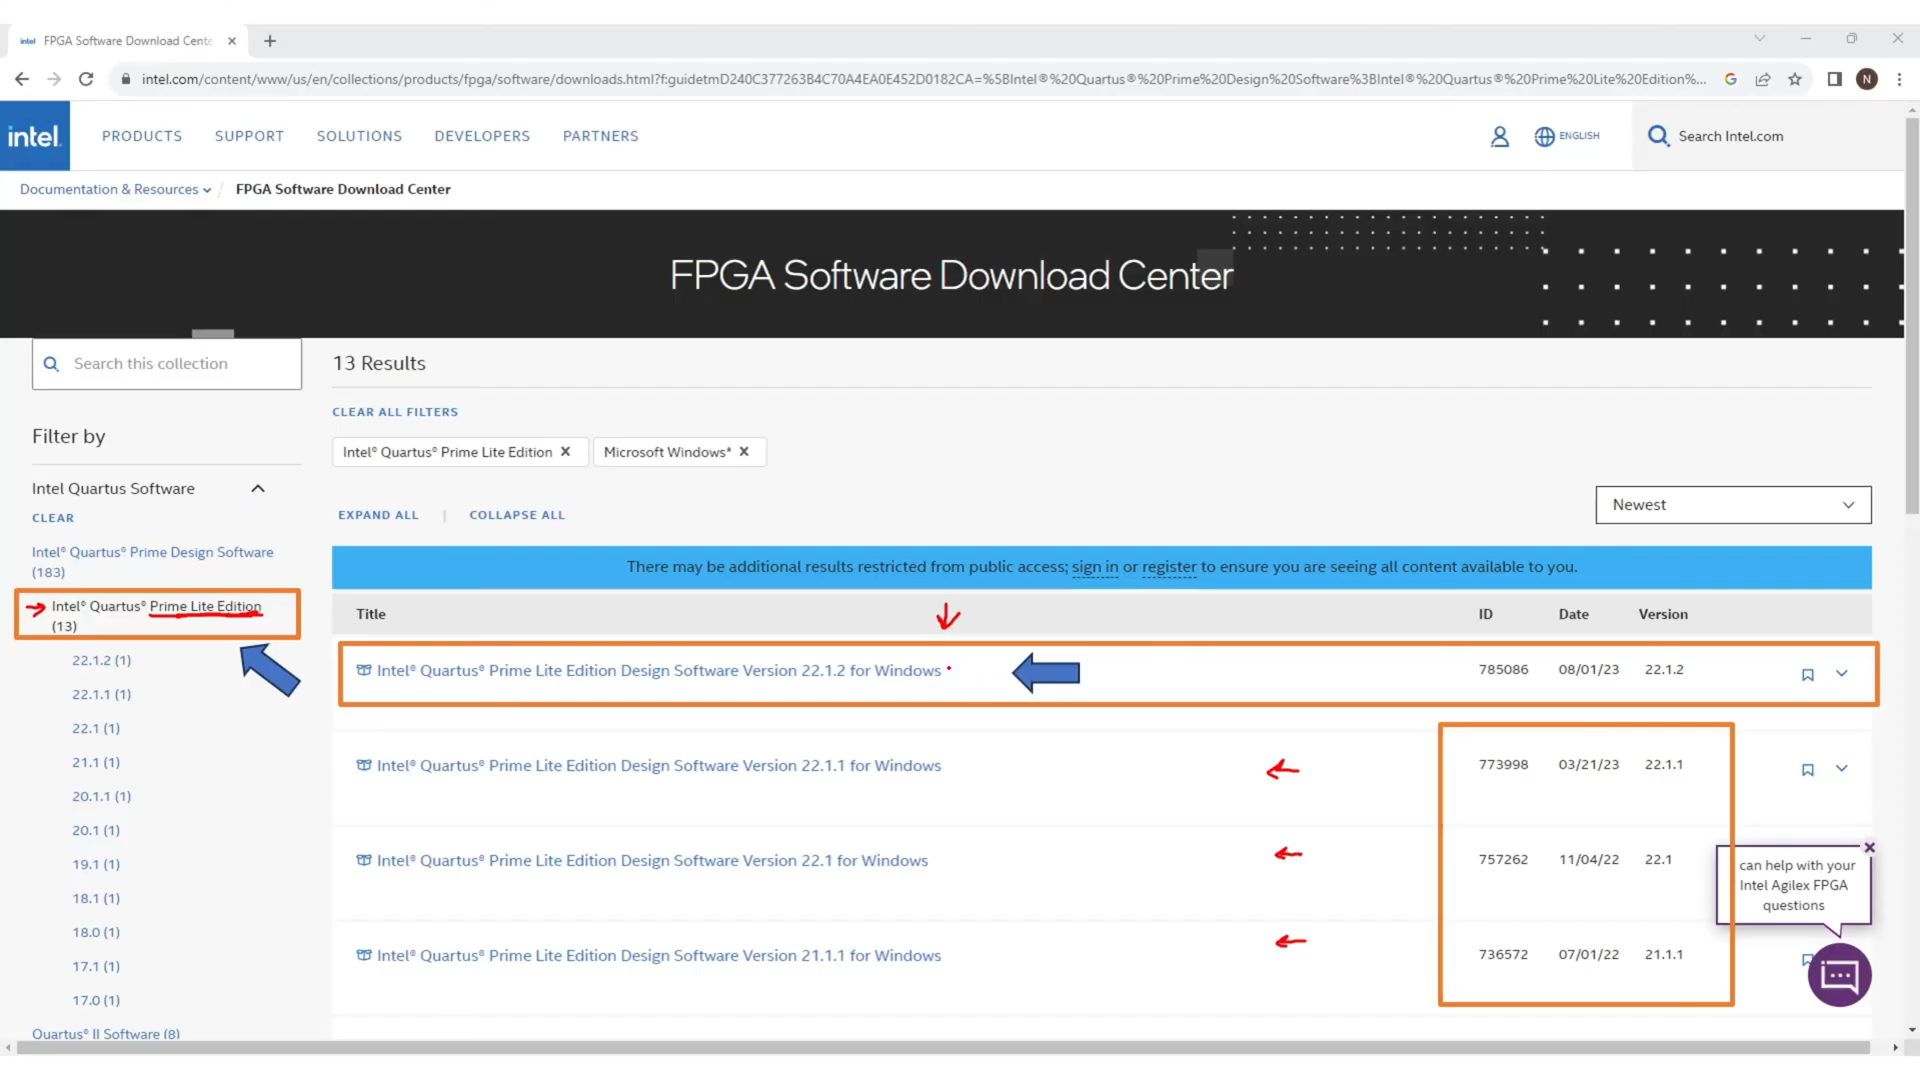 intel FPGA Software Download Cente
intel.com/content/www/us/en/collections/products/fpga/software/downloads.html?f:guidetmD240C377263B4C70A4EA0E452D0182CA=%5BIntel®%20Quartus®%20Prime%20Design%20Software%3BIntel®%20Quartus®%20Prime%20Lite%20Edition%...
G
N
intel. PRODUCTS SUPPORT SOLUTIONS DEVELOPERS PARTNERS ENGLISH Search Intel.com
Documentation & Resources / FPGA Software Download Center
FPGA Software Download Center
Search this collection
13 Results
CLEAR ALL FILTERS
Filter by
Intel® Quartus® Prime Lite Edition X Microsoft Windows* X
Intel Quartus Software
CLEAR
EXPAND ALL | COLLAPSE ALL
Newest
Intel® Quartus® Prime Design Software
(183)
Intel® Quartus® Prime Lite Edition
(13)
22.1.2 (1)
22.1.1 (1)
22.1 (1)
21.1 (1)
20.1.1 (1)
20.1 (1)
19.1 (1)
18.1 (1)
18.0 (1)
17.1 (1)
17.0 (1)
Quartus® II Software (8)
There may be additional results restricted from public access; sign in or register to ensure you are seeing all content available to you.
Title ID Date Version
Intel® Quartus® Prime Lite Edition Design Software Version 22.1.2 for Windows 785086 08/01/23 22.1.2
Intel® Quartus® Prime Lite Edition Design Software Version 22.1.1 for Windows 773998 03/21/23 22.1.1
Intel® Quartus® Prime Lite Edition Design Software Version 22.1 for Windows 757262 11/04/22 22.1
Intel® Quartus® Prime Lite Edition Design Software Version 21.1.1 for Windows 736572 07/01/22 21.1.1
can help with your
Intel Agilex FPGA
questions